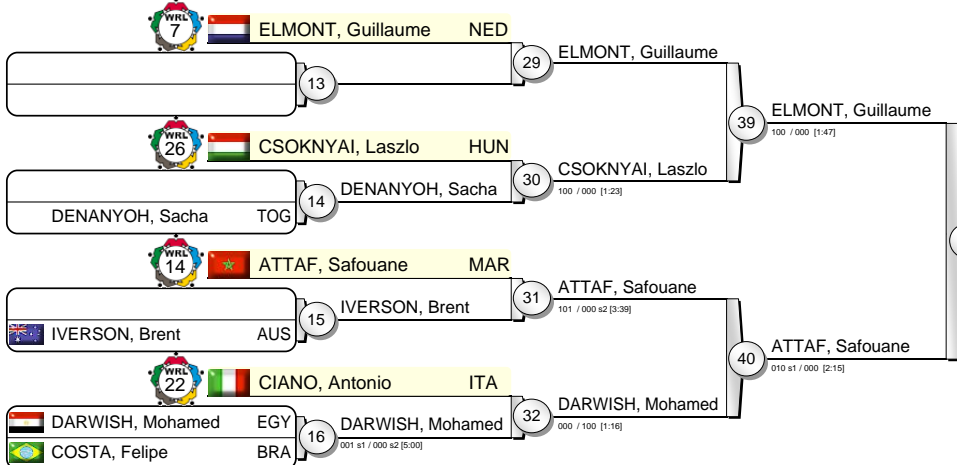 WRL
7
ELMONT, Guillaume NED
13
29
ELMONT, Guillaume
39
ELMONT, Guillaume
100 / 000 [1:47]
WRL
26
CSOKNYAI, Laszlo HUN
DENANYOH, Sacha TOG
14
DENANYOH, Sacha
30
CSOKNYAI, Laszlo
100 / 000 [1:23]
WRL
14
ATTAF, Safouane MAR
IVERSON, Brent AUS
15
IVERSON, Brent
31
ATTAF, Safouane
101 / 000 s2 [3:39]
40
ATTAF, Safouane
010 s1 / 000 [2:15]
WRL
22
CIANO, Antonio ITA
DARWISH, Mohamed EGY
COSTA, Felipe BRA
16
DARWISH, Mohamed
001 s1 / 000 s2 [5:00]
32
DARWISH, Mohamed
000 / 100 [1:16]